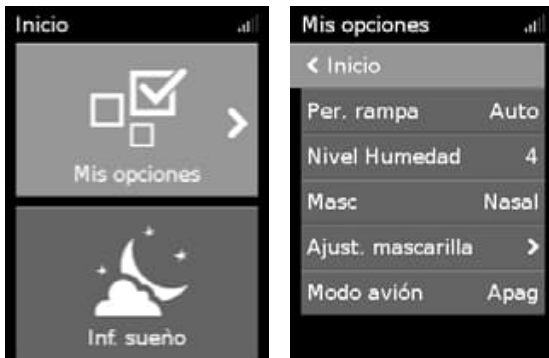 Inicio
Mis opciones
Inf. sueño
Mis opciones
< Inicio
Per. rampa Auto
Nivel Humedad 4
Masc Nasal
Ajust. mascarilla >
Modo avión Apag